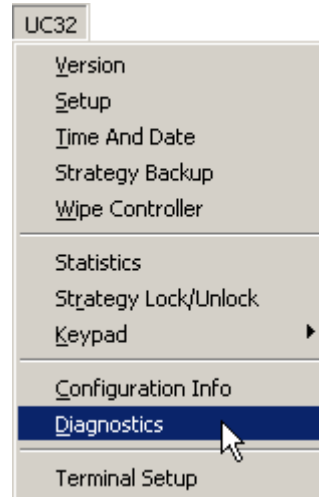 UC32
Version
Setup
Time And Date
Strategy Backup
Wipe Controller
Statistics
Strategy Lock/Unlock
Keypad
Configuration Info
Diagnostics
Terminal Setup